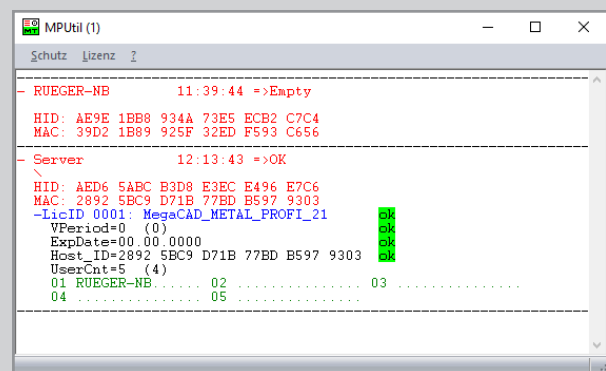 MPUtil (1)
Schutz Lizenz ?
- RUEGER-NB 11:39:44 =>Empty
HID: AE9E 1BB8 934A 73E5 ECB2 C7C4
MAC: 39D2 1B89 925F 32ED F593 C656
- Server 12:13:43 =>OK
\
HID: AED6 5ABC B3D8 E3EC E496 E7C6
MAC: 2892 5BC9 D71B 77BD B597 9303
-LicID 0001: MegaCAD_METAL_PROFI_21 ok
VPeriod=0 (0) ok
ExpDate=00.00.0000 ok
Host_ID=2892 5BC9 D71B 77BD B597 9303 ok
UserCnt=5 (4)
01 RUEGER-NB...... 02 ............... 03 ...............
04 ............... 05 ...............